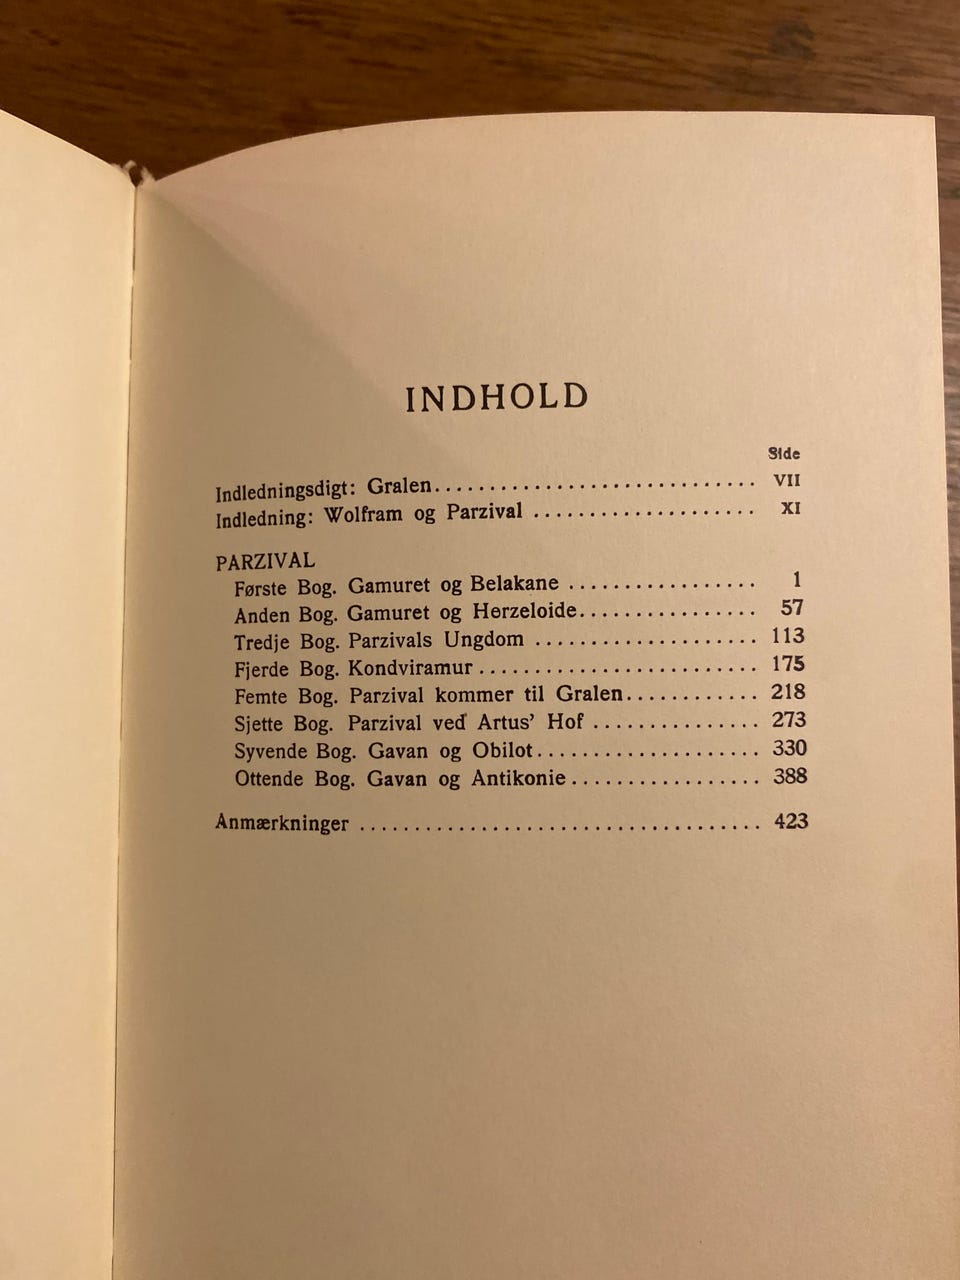 INDHOLD
Side
Indledningsdigt: Gralen.............................. VII
Indledning: Wolfram og Parzival ..................... XI
PARZIVAL
Første Bog. Gamuret og Belakane .................. 1
Anden Bog. Gamuret og Herzeloide................. 57
Tredje Bog. Parzivals Ungdom ..................... 113
Fjerde Bog. Kondviramur .......................... 175
Femte Bog. Parzival kommer til Gralen............. 218
Sjette Bog. Parzival ved Artus’ Hof ................ 273
Syvende Bog. Gavan og Obilot..................... 330
Ottende Bog. Gavan og Antikonie.................. 388
Anmærkninger ..................................... 423